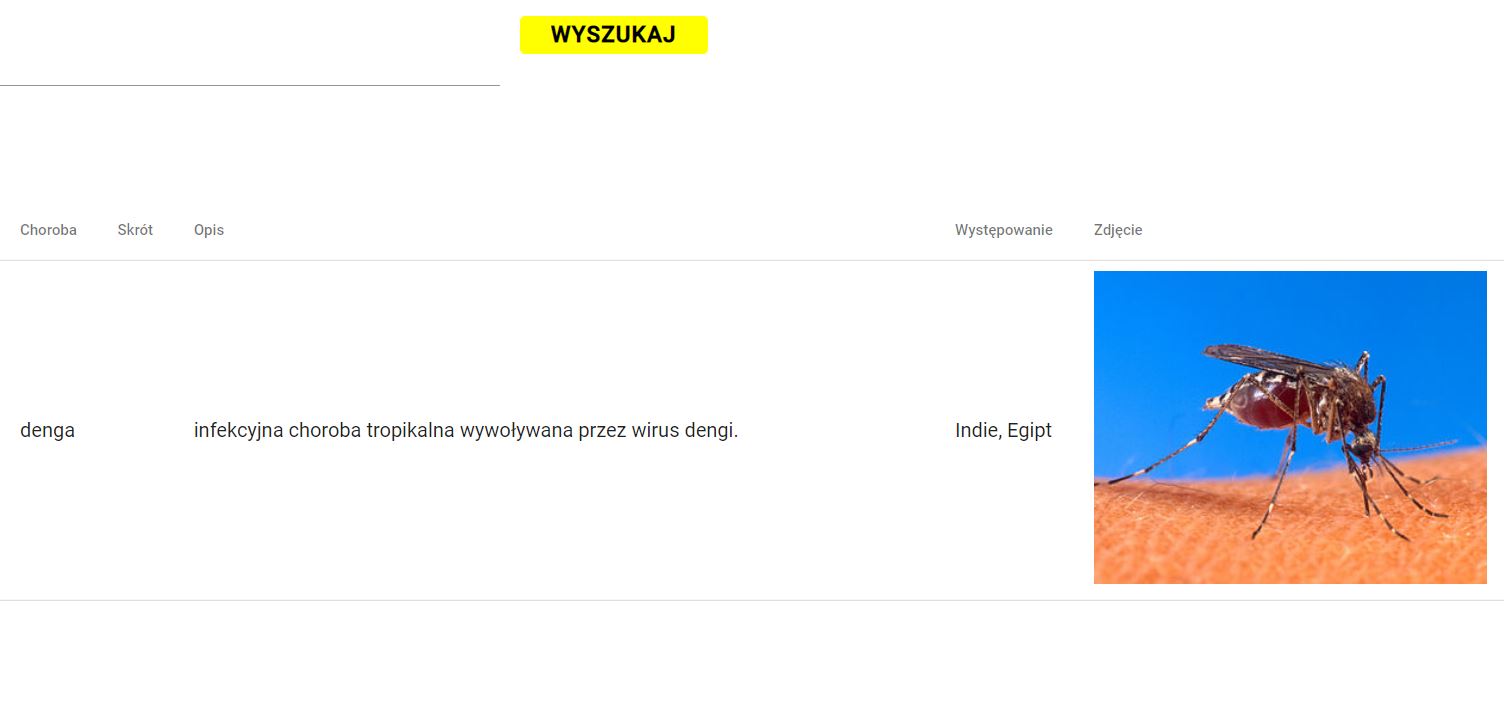 WYSZUKAJ
Choroba Skrót Opis Występowanie Zdjęcie
denga infekcyjna choroba tropikalna wywoływana przez wirus dengi. Indie, Egipt